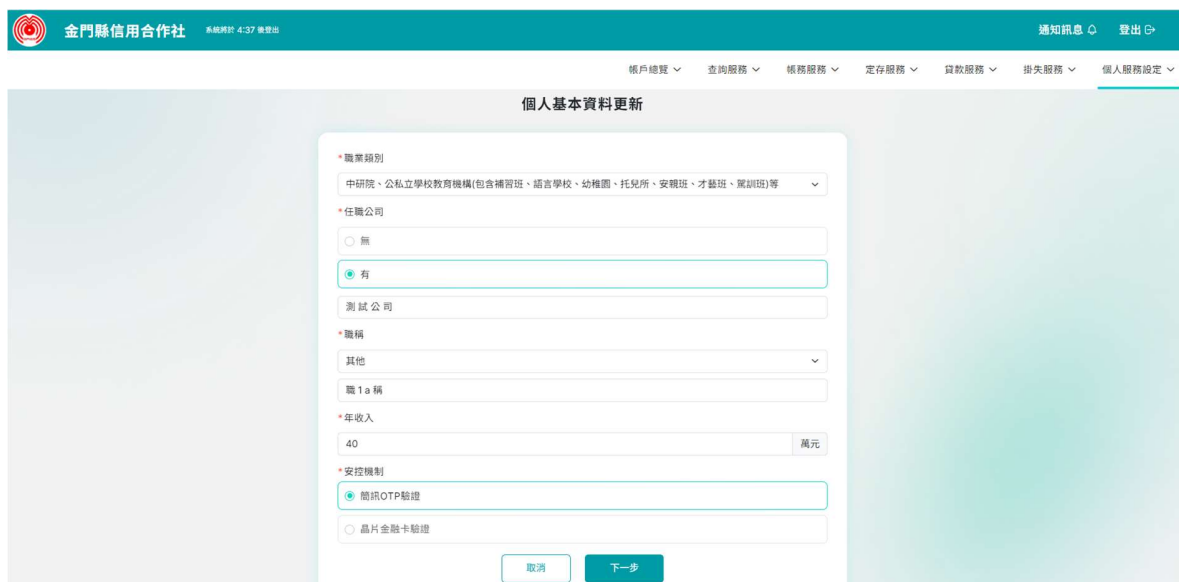 金門縣信用合作社 系統將於 4:37 後登出 通知訊息 登出
帳戶總覽 查詢服務 帳務服務 定存服務 貸款服務 掛失服務 個人服務設定
個人基本資料更新
*職業類別
中研院、公私立學校教育機構(包含補習班、語言學校、幼稚園、托兒所、安親班、才藝班、駕訓班)等
*任職公司
無
有
測試公司
*職稱
其他
職1a稱
*年收入
40 萬元
*安控機制
簡訊OTP驗證
晶片金融卡驗證
取消 下一步